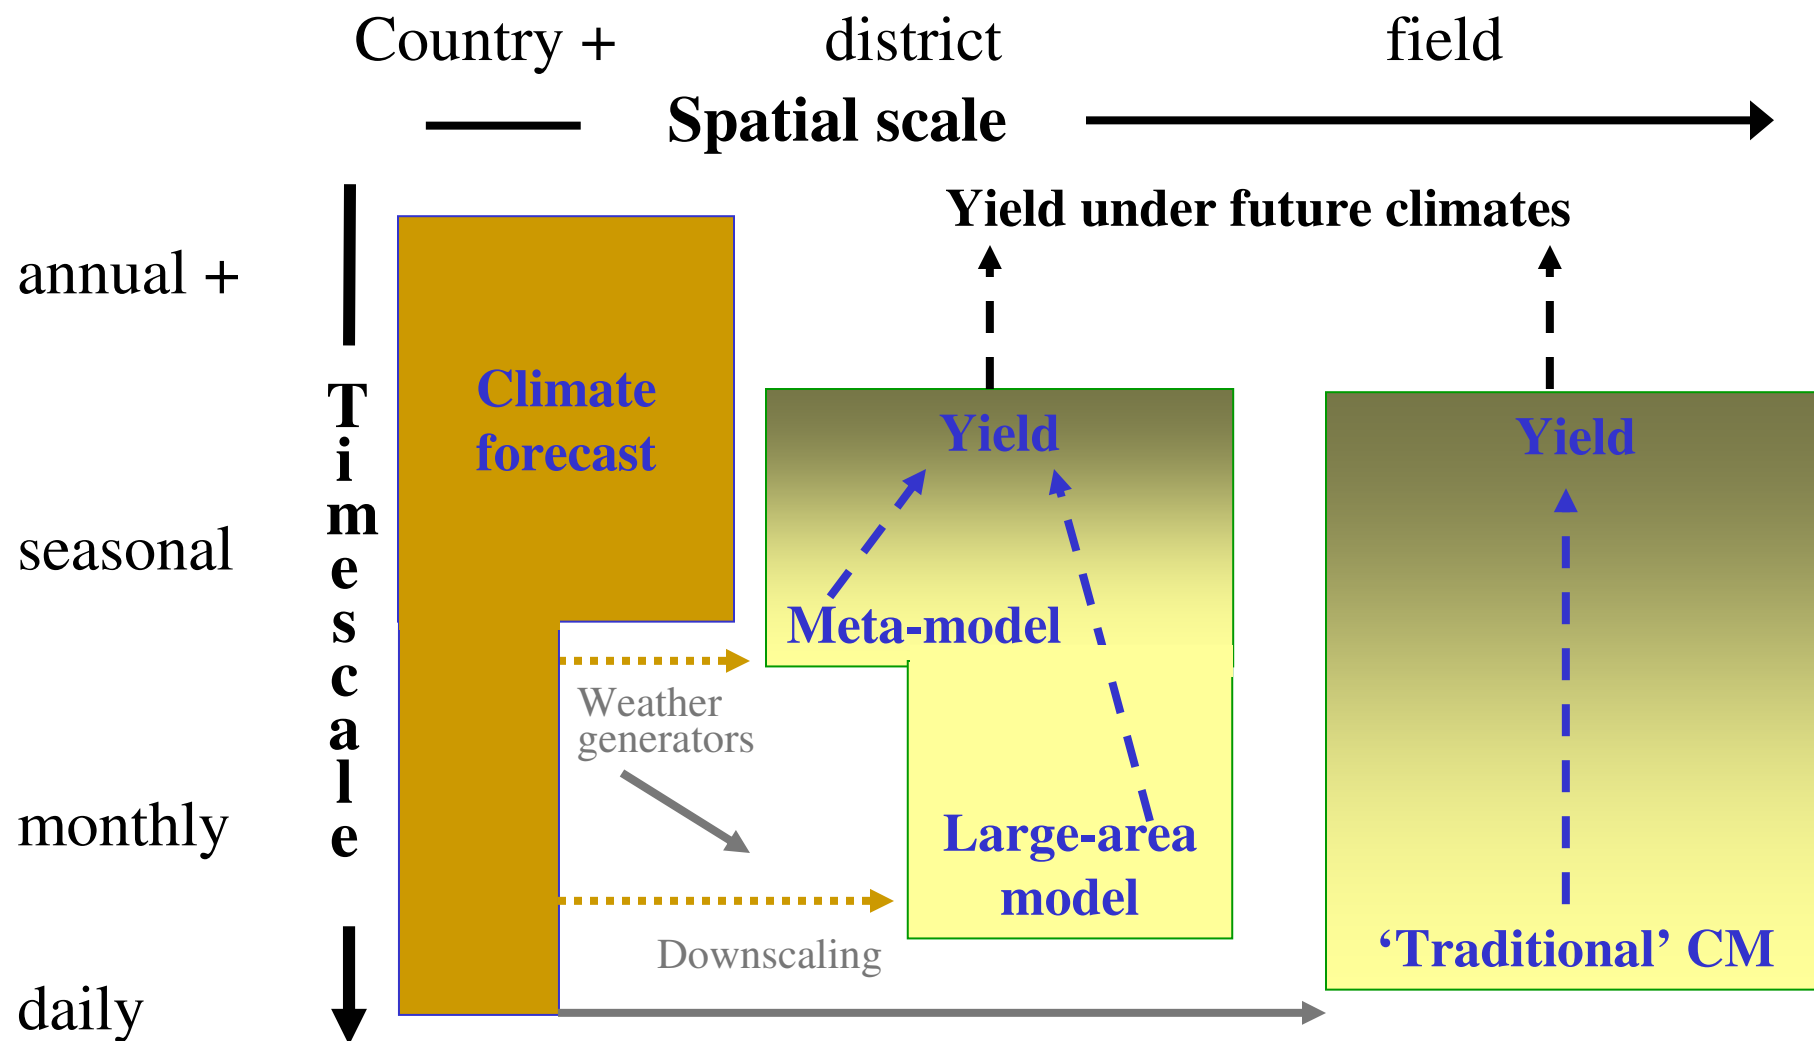 Country +
district
field
Spatial scale
Yield under future climates
annual +
seasonal
monthly
daily
Timescale
Climate
forecast
Yield
Meta-model
Large-area
model
Yield
‘Traditional’ CM
Weather
generators
Downscaling